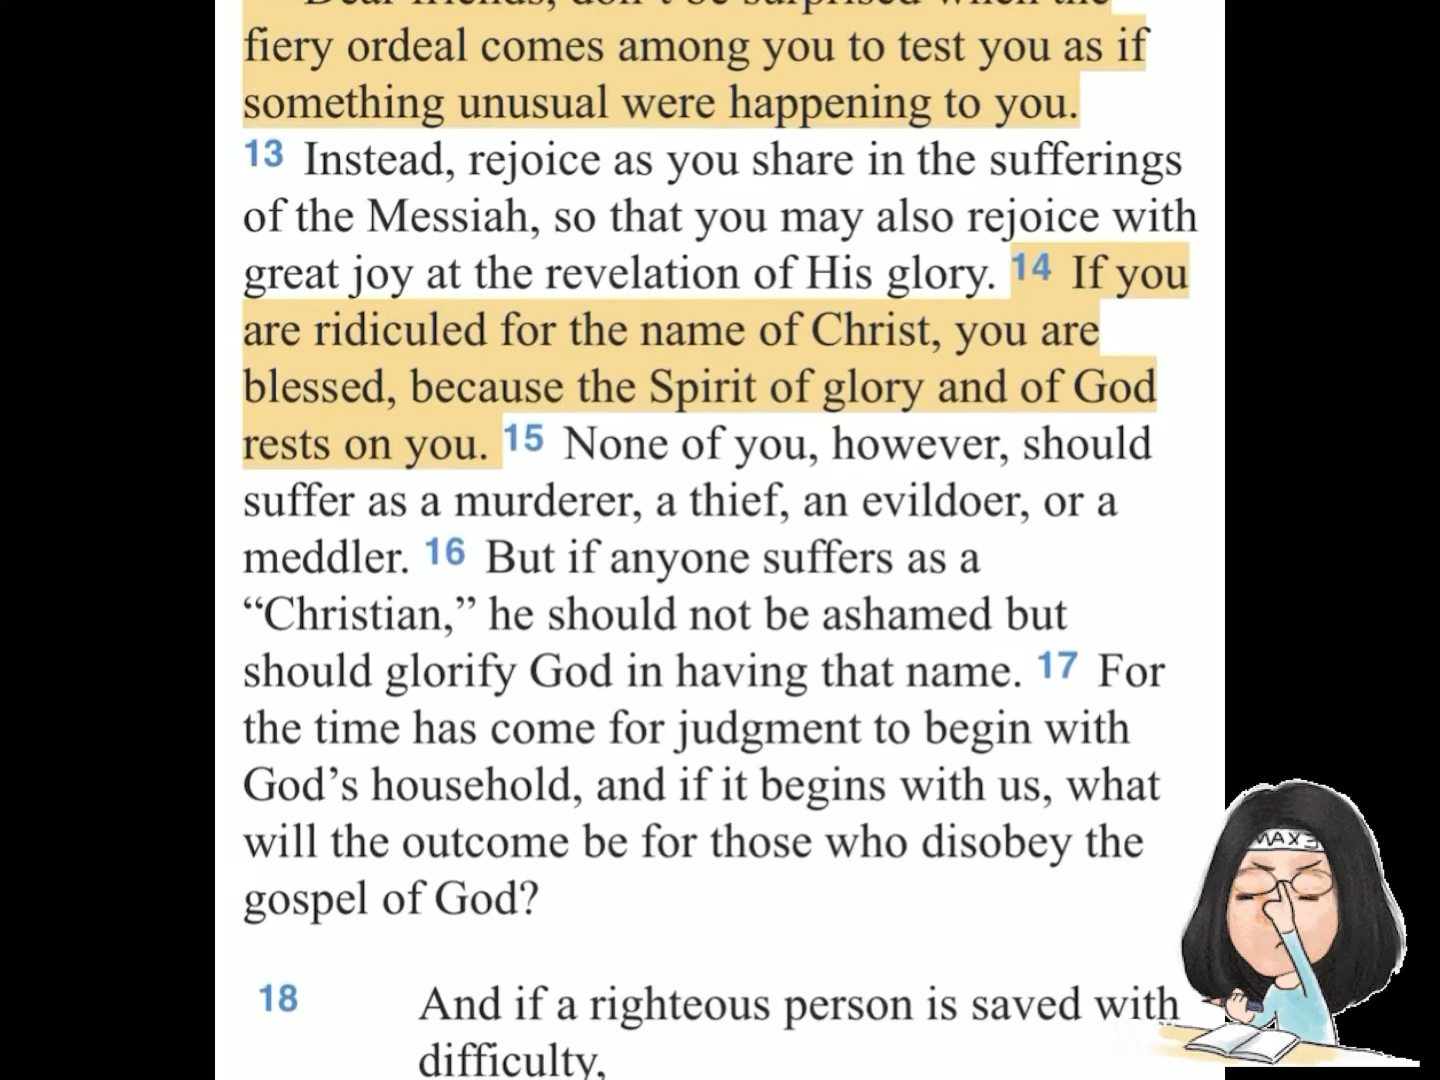 Dear friends, don't be surprised when the
fiery ordeal comes among you to test you as if
something unusual were happening to you.
13 Instead, rejoice as you share in the sufferings
of the Messiah, so that you may also rejoice with
great joy at the revelation of His glory. 14 If you
are ridiculed for the name of Christ, you are
blessed, because the Spirit of glory and of God
rests on you. 15 None of you, however, should
suffer as a murderer, a thief, an evildoer, or a
meddler. 16 But if anyone suffers as a
“Christian,” he should not be ashamed but
should glorify God in having that name. 17 For
the time has come for judgment to begin with
God’s household, and if it begins with us, what
will the outcome be for those who disobey the
gospel of God?
18 And if a righteous person is saved with
difficulty,